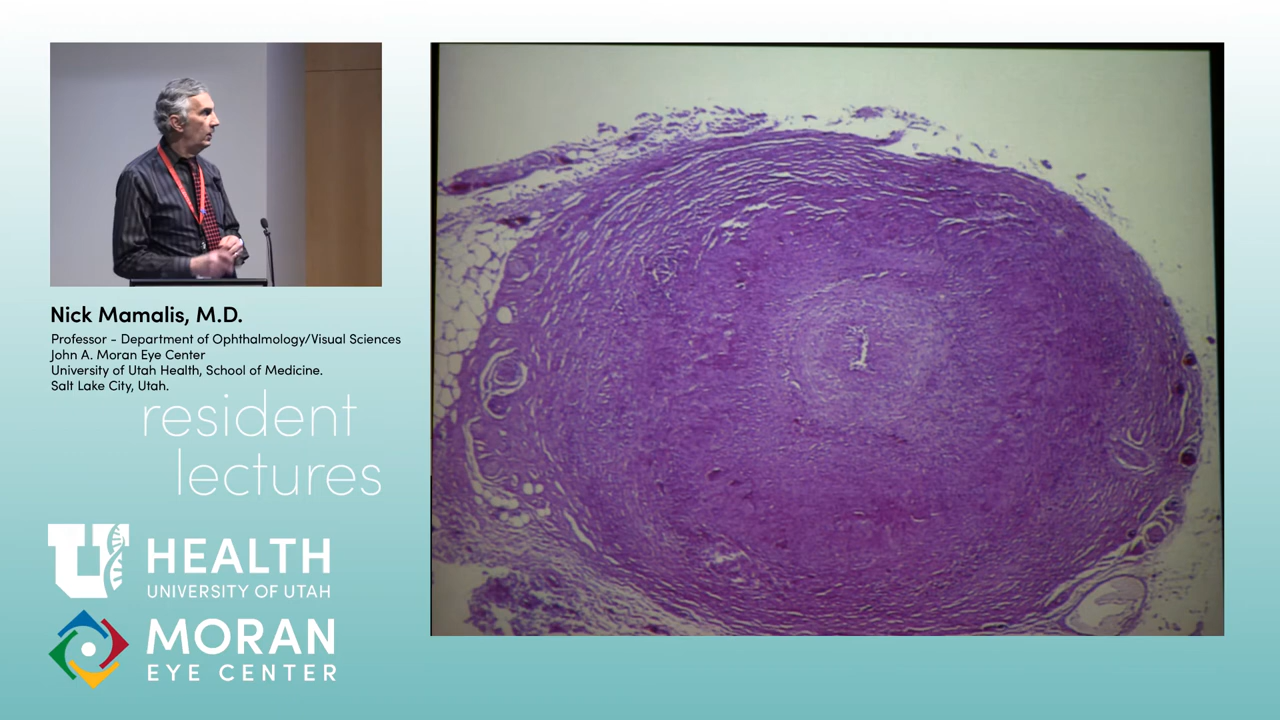 Nick Mamalis, M.D.
Professor - Department of Ophthalmology/Visual Sciences
John A. Moran Eye Center
University of Utah Health, School of Medicine.
Salt Lake City, Utah.
resident
lectures
U HEALTH
UNIVERSITY OF UTAH
MORAN
EYE CENTER